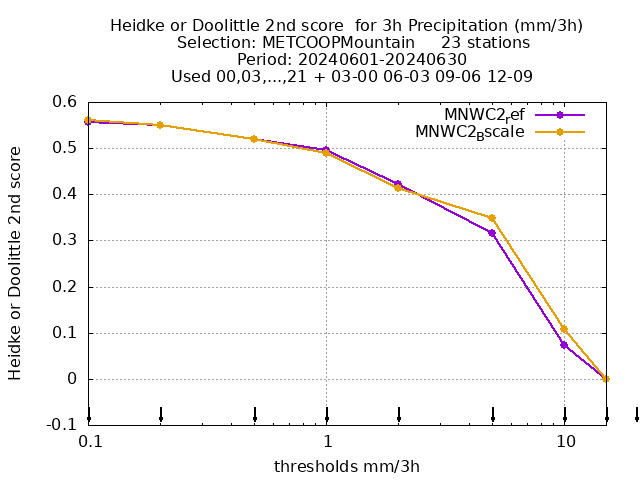 Heidke or Doolittle 2nd score  for 3h Precipitation (mm/3h)
Selection: METCOOPMountain     23 stations
Period: 20240601-20240630
Used 00,03,...,21 + 03-00 06-03 09-06 12-09
MNWC2ref
MNWC2Bscale
Heidke or Doolittle 2nd score
0.6
0.5
0.4
0.3
0.2
0.1
0
-0.1
0.1
1
10
thresholds mm/3h